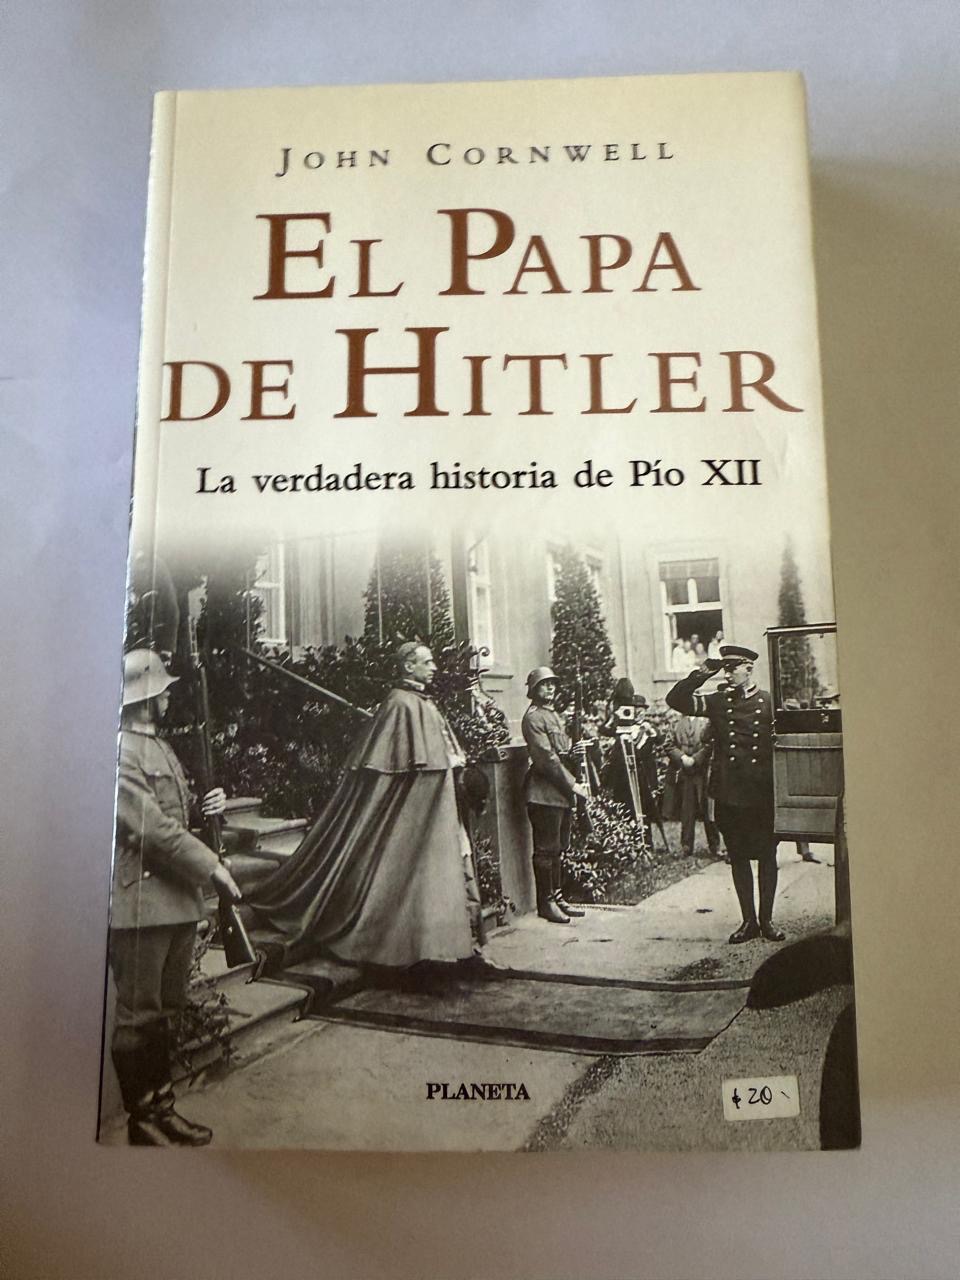 JOHN CORNWELL
EL PAPA
DE HITLER
La verdadera historia de Pío XII
PLANETA
$20-